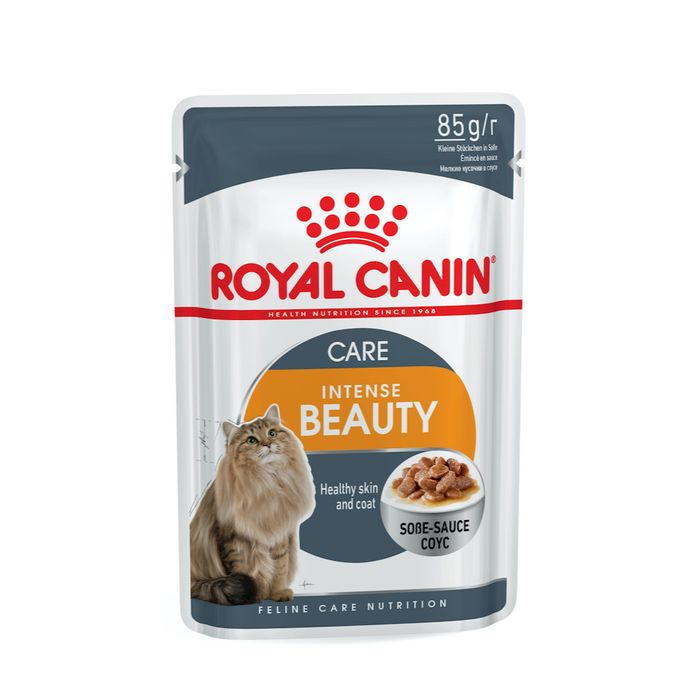 85g/г
Kleine Stückchen in Soße
Émincé en sauce
Мелкие кусочки в соусе
ROYAL CANIN®
HEALTH NUTRITION SINCE 1968
CARE
INTENSE
BEAUTY
Healthy skin
and coat
SOẞE-SAUCE
СОУС
FELINE CARE NUTRITION